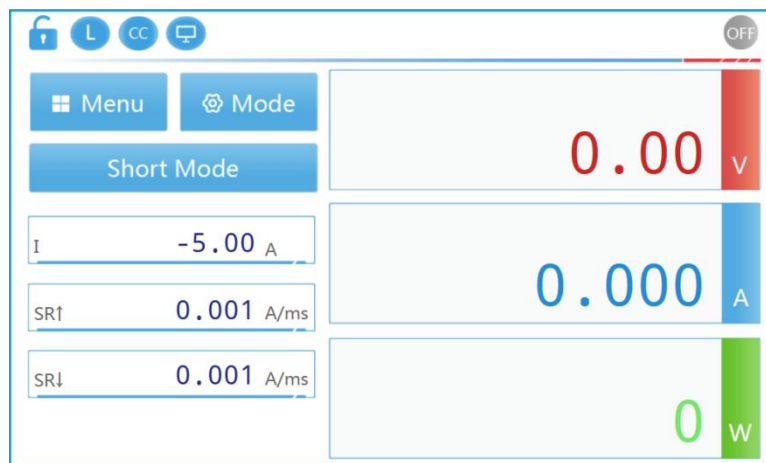 L CC OFF
Menu Mode
Short Mode
I -5.00 A
SR↑ 0.001 A/ms
SR↓ 0.001 A/ms
0.00 V
0.000 A
0 W